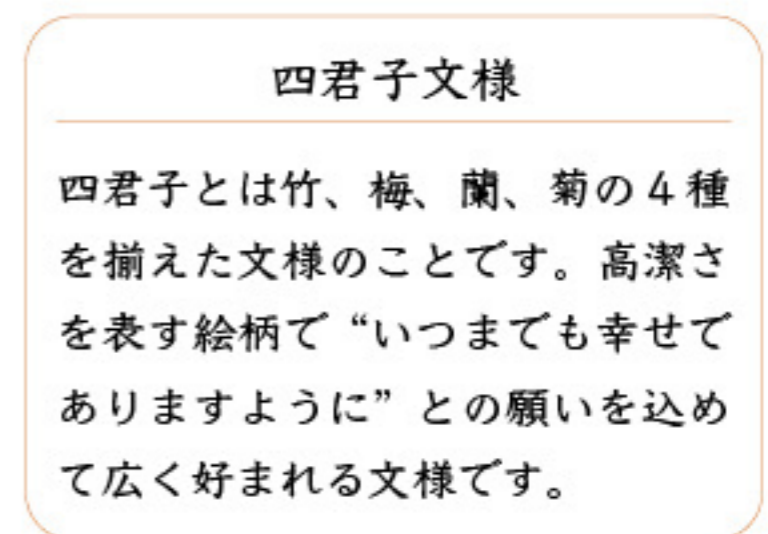 四君子文様
四君子とは竹、梅、蘭、菊の４種
を揃えた文様のことです。高潔さ
を表す絵柄で“いつまでも幸せで
ありますように”との願いを込め
て広く好まれる文様です。